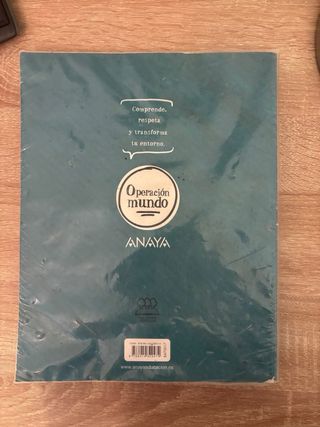 Comprende,
respeta
y transforma
tu entorno.
Operación
mundo
ANAYA
www.anayaeducacion.es